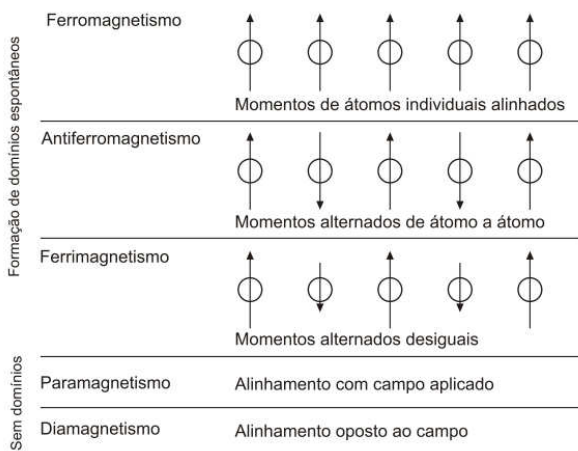 Formação de domínios espontâneos
Ferromagnetismo
Momentos de átomos individuais alinhados
Antiferromagnetismo
Momentos alternados de átomo a átomo
Ferrimagnetismo
Momentos alternados desiguais
Sem domínios
Paramagnetismo
Alinhamento com campo aplicado
Diamagnetismo
Alinhamento oposto ao campo